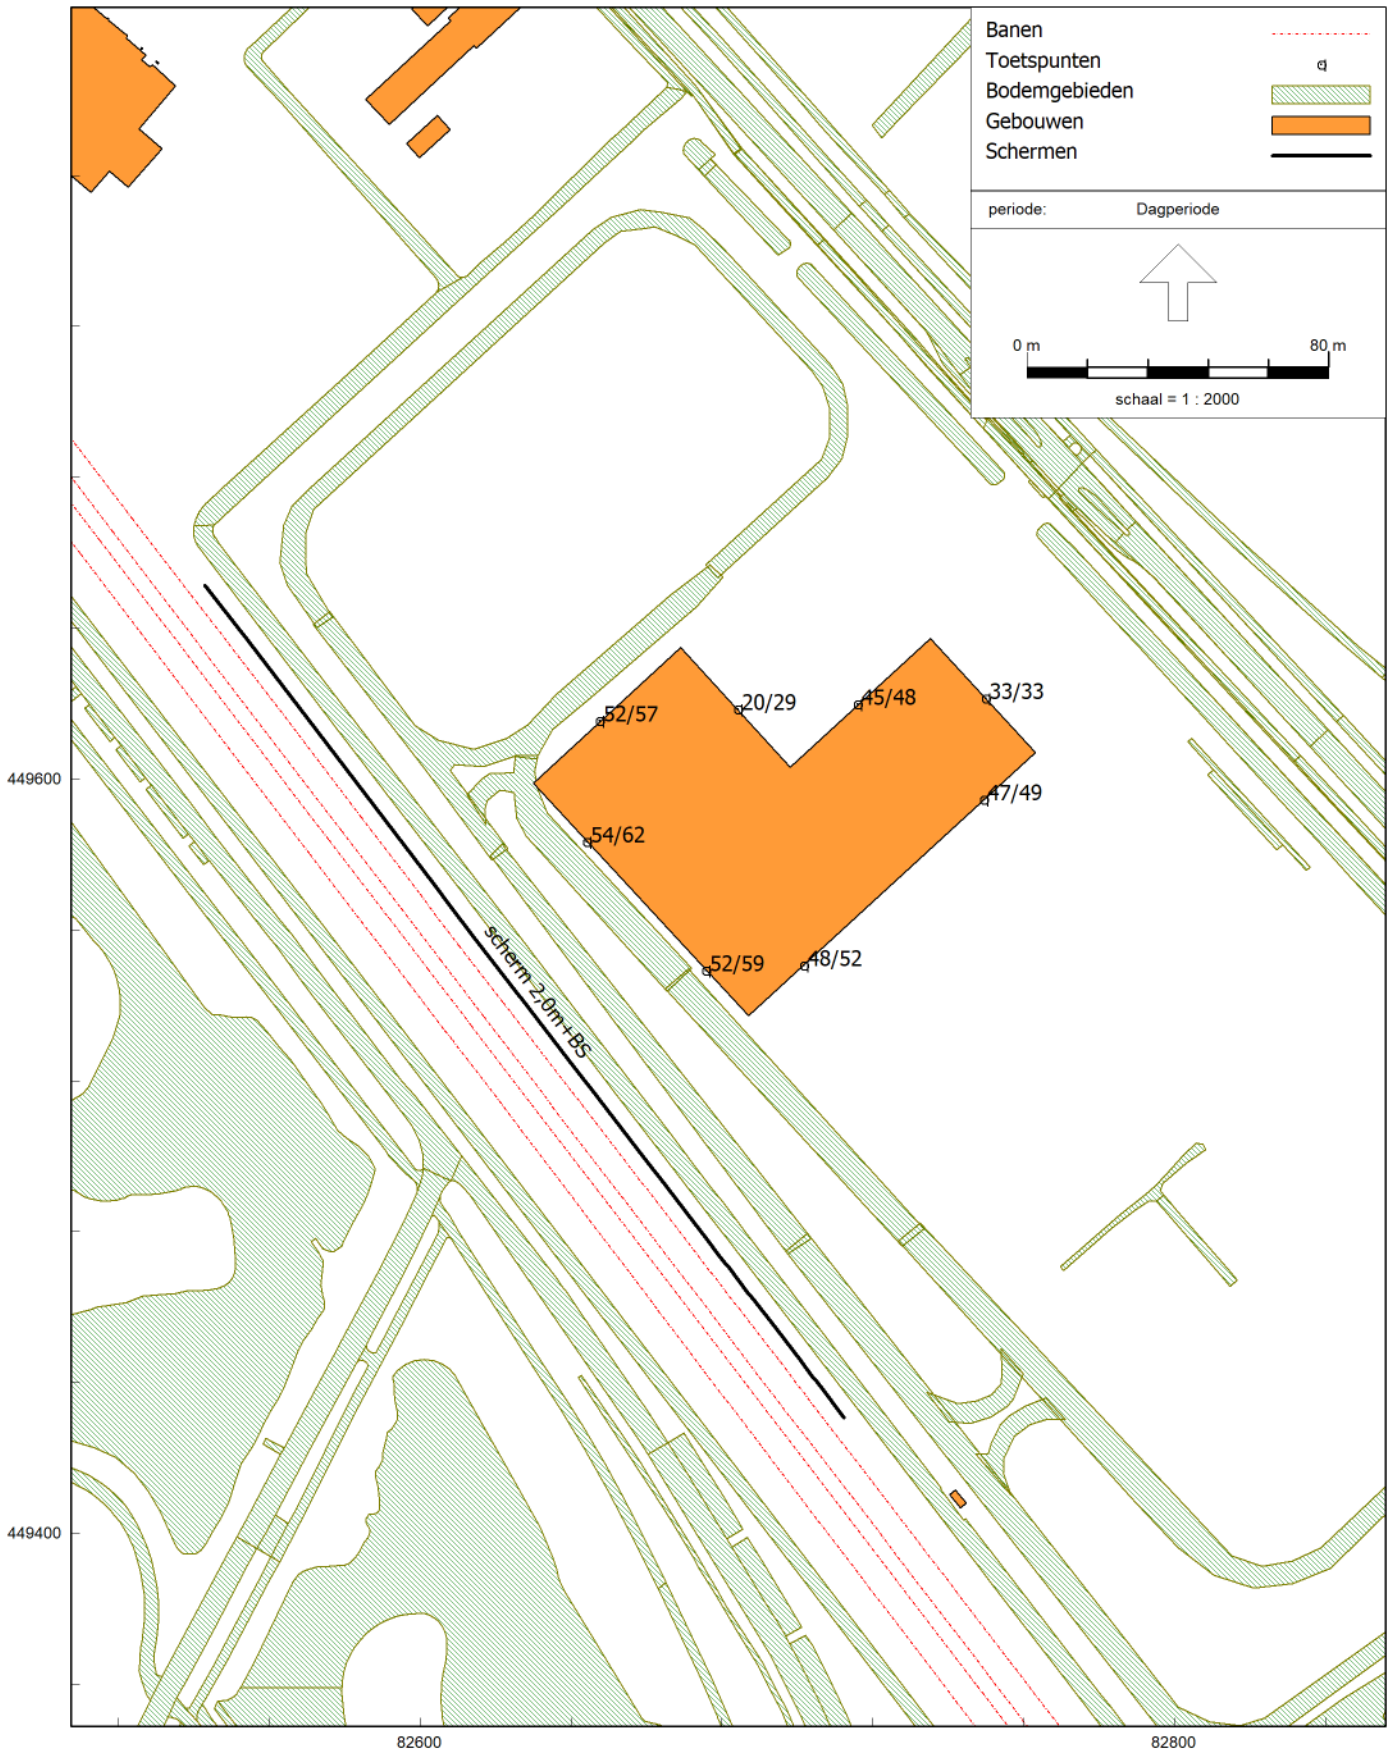 Banen
Toetspunten
Bodemgebieden
Gebouwen
Schermen
periode: Dagperiode
0 m 80 m
schaal = 1 : 2000
33/33
20/29
45/48
52/57
449600
47/49
54/62
48/52
52/59
scherm 2,0m+BS
449400
82600 82800